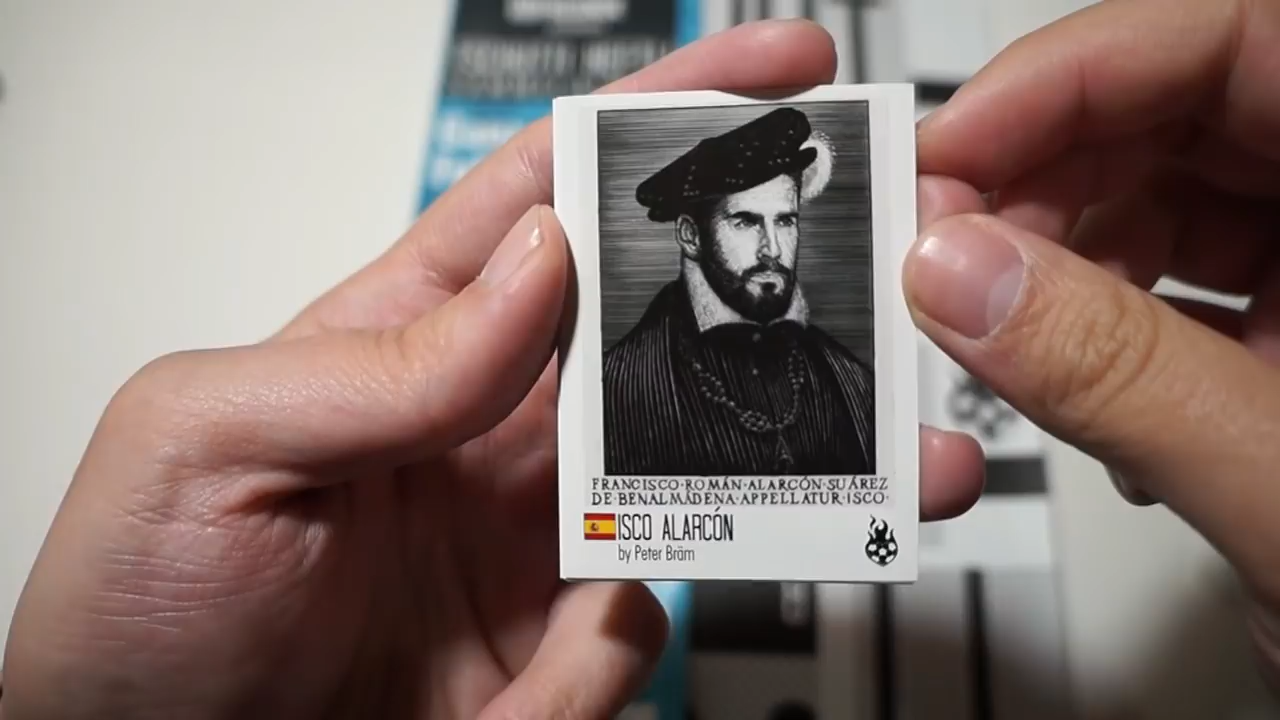 FRANCISCO·ROMÁN·ALARCÓN·SUÁREZ
DE·BENALMÁDENA·APPELLATUR·ISCO·
ISCO ALARCÓN
by Peter Bräm